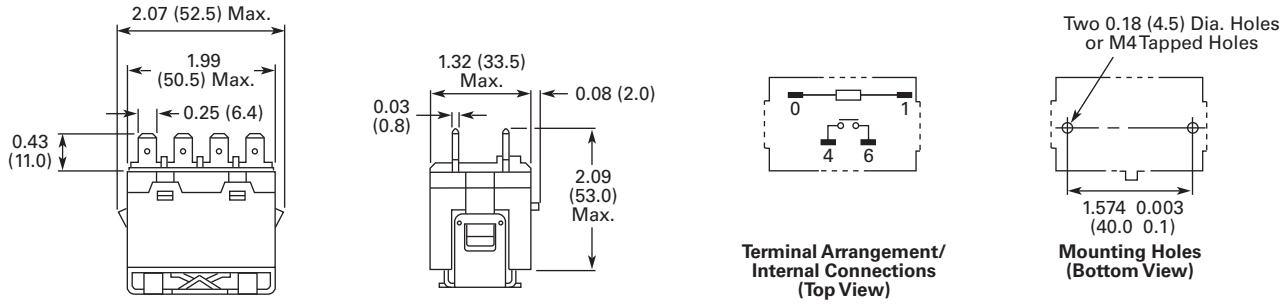 2.07 (52.5) Max.
1.99
(50.5) Max.
0.25 (6.4)
0.43
(11.0)
1.32 (33.5)
Max.
0.03
(0.8)
0.08 (2.0)
2.09
(53.0)
Max.
0
1
4
6
Terminal Arrangement/
Internal Connections
(Top View)
Two 0.18 (4.5) Dia. Holes
or M4 Tapped Holes
1.574 0.003
(40.0 0.1)
Mounting Holes
(Bottom View)